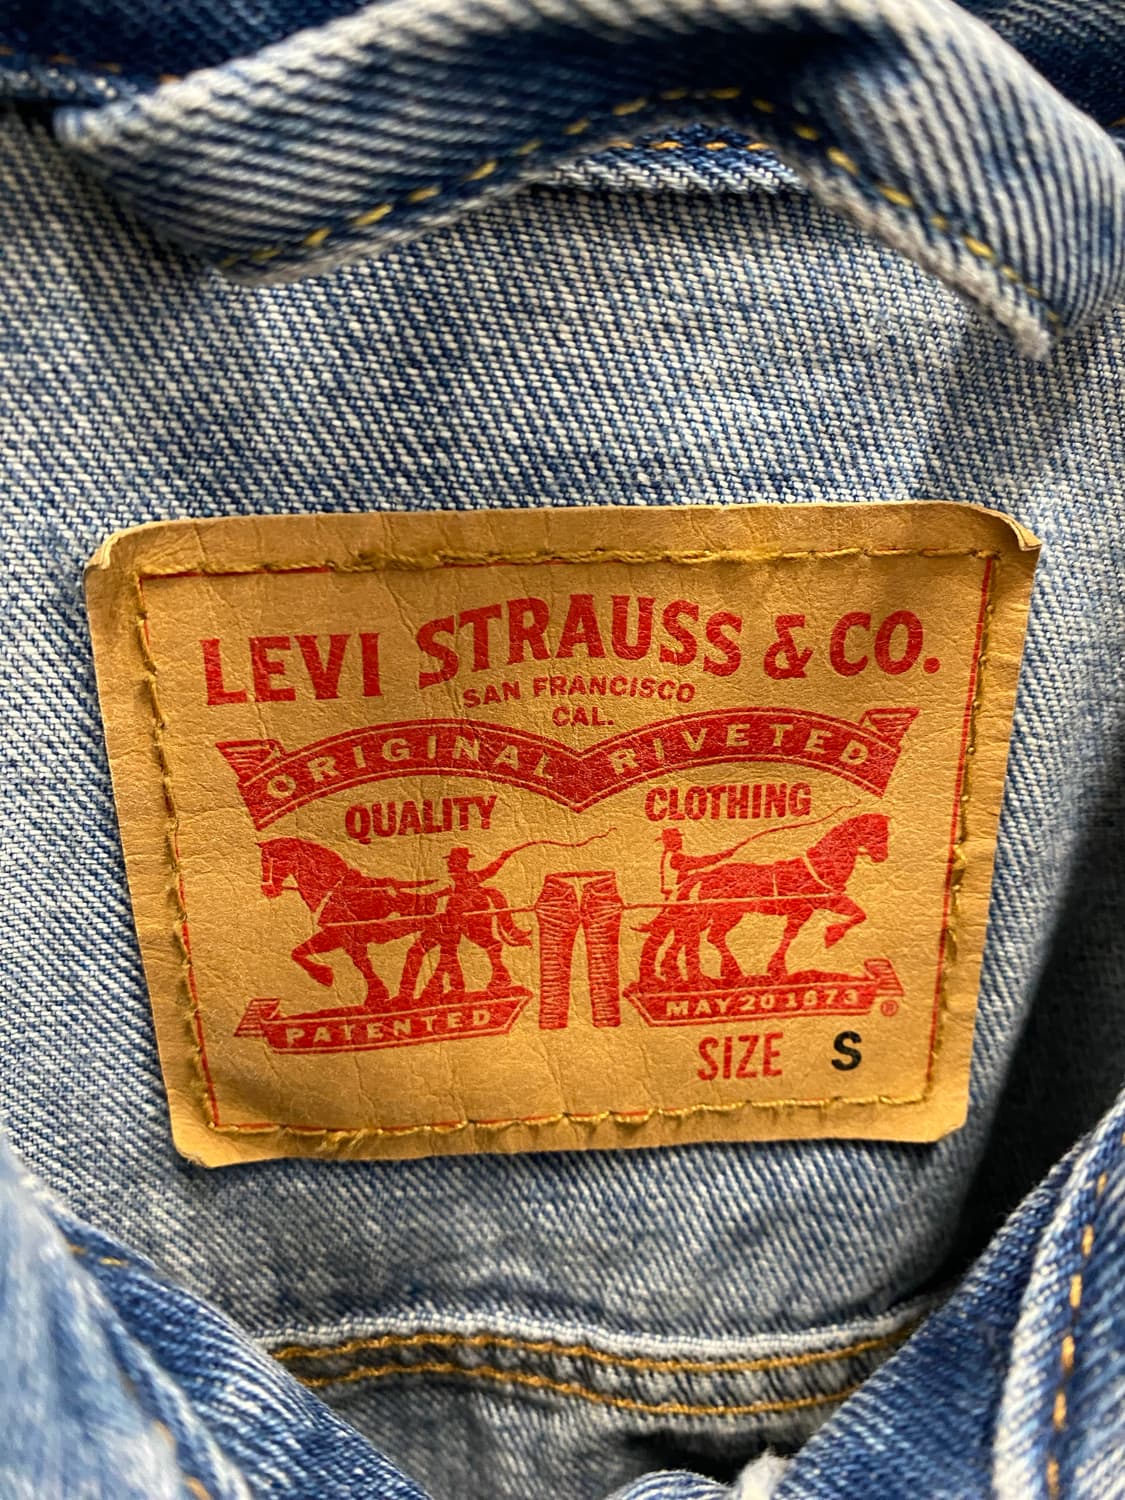 LEVI STRAUSS & CO.
SAN FRANCISCO
CAL.
ORIGINAL RIVETED
QUALITY CLOTHING
PATENTED MAY 20 1873 ®
SIZE S